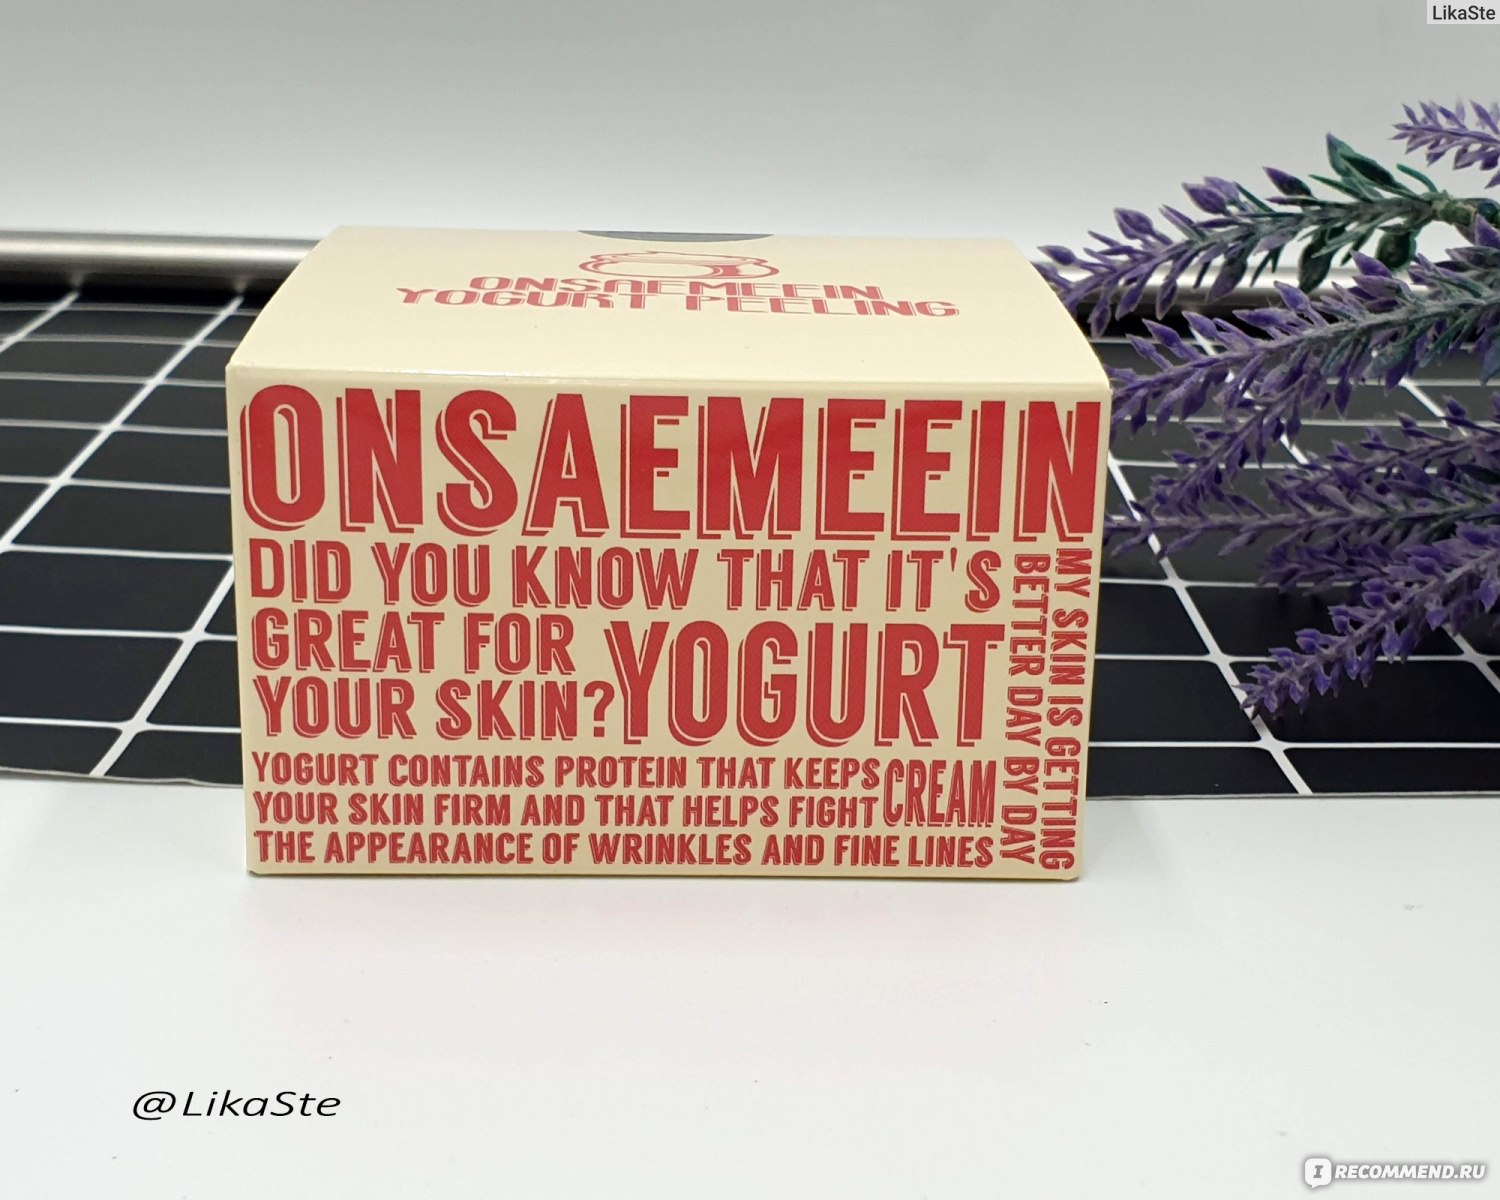 LikaSte
ONSAEMEEIN
YOGURT PEELING
ONSAEMEEIN
DID YOU KNOW THAT IT'S
GREAT FOR
YOUR SKIN?
YOGURT
YOGURT CONTAINS PROTEIN THAT KEEPS
YOUR SKIN FIRM AND THAT HELPS FIGHT
THE APPEARANCE OF WRINKLES AND FINE LINES
CREAM
MY SKIN IS GETTING
BETTER DAY BY DAY
@LikaSte
I RECOMMEND.RU